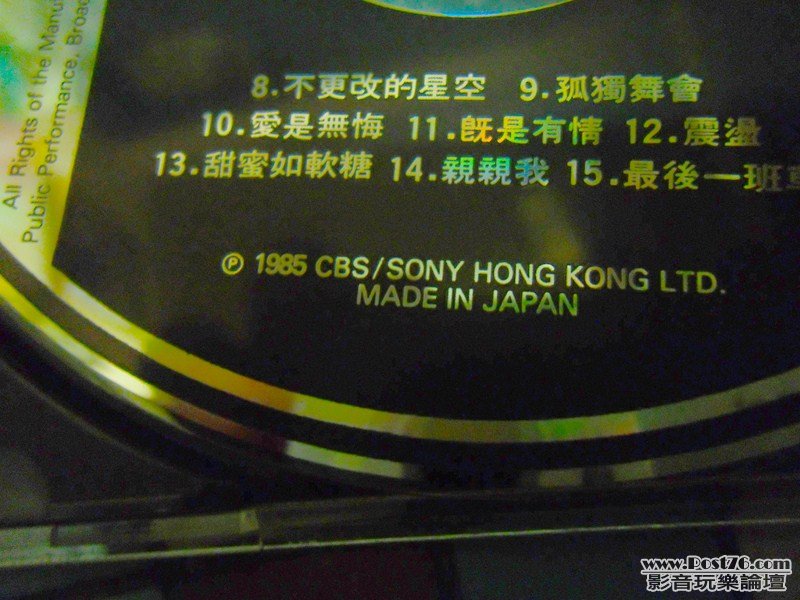 All Rights of the Manu
Public Performance, Broad
8.不更改的星空 9.孤獨舞會
10.愛是無悔 11.既是有情 12.震盪
13.甜蜜如軟糖 14.親親我 15.最後一班
Ⓟ 1985 CBS/SONY HONG KONG LTD.
MADE IN JAPAN
www.Post76.com
影音玩樂論壇